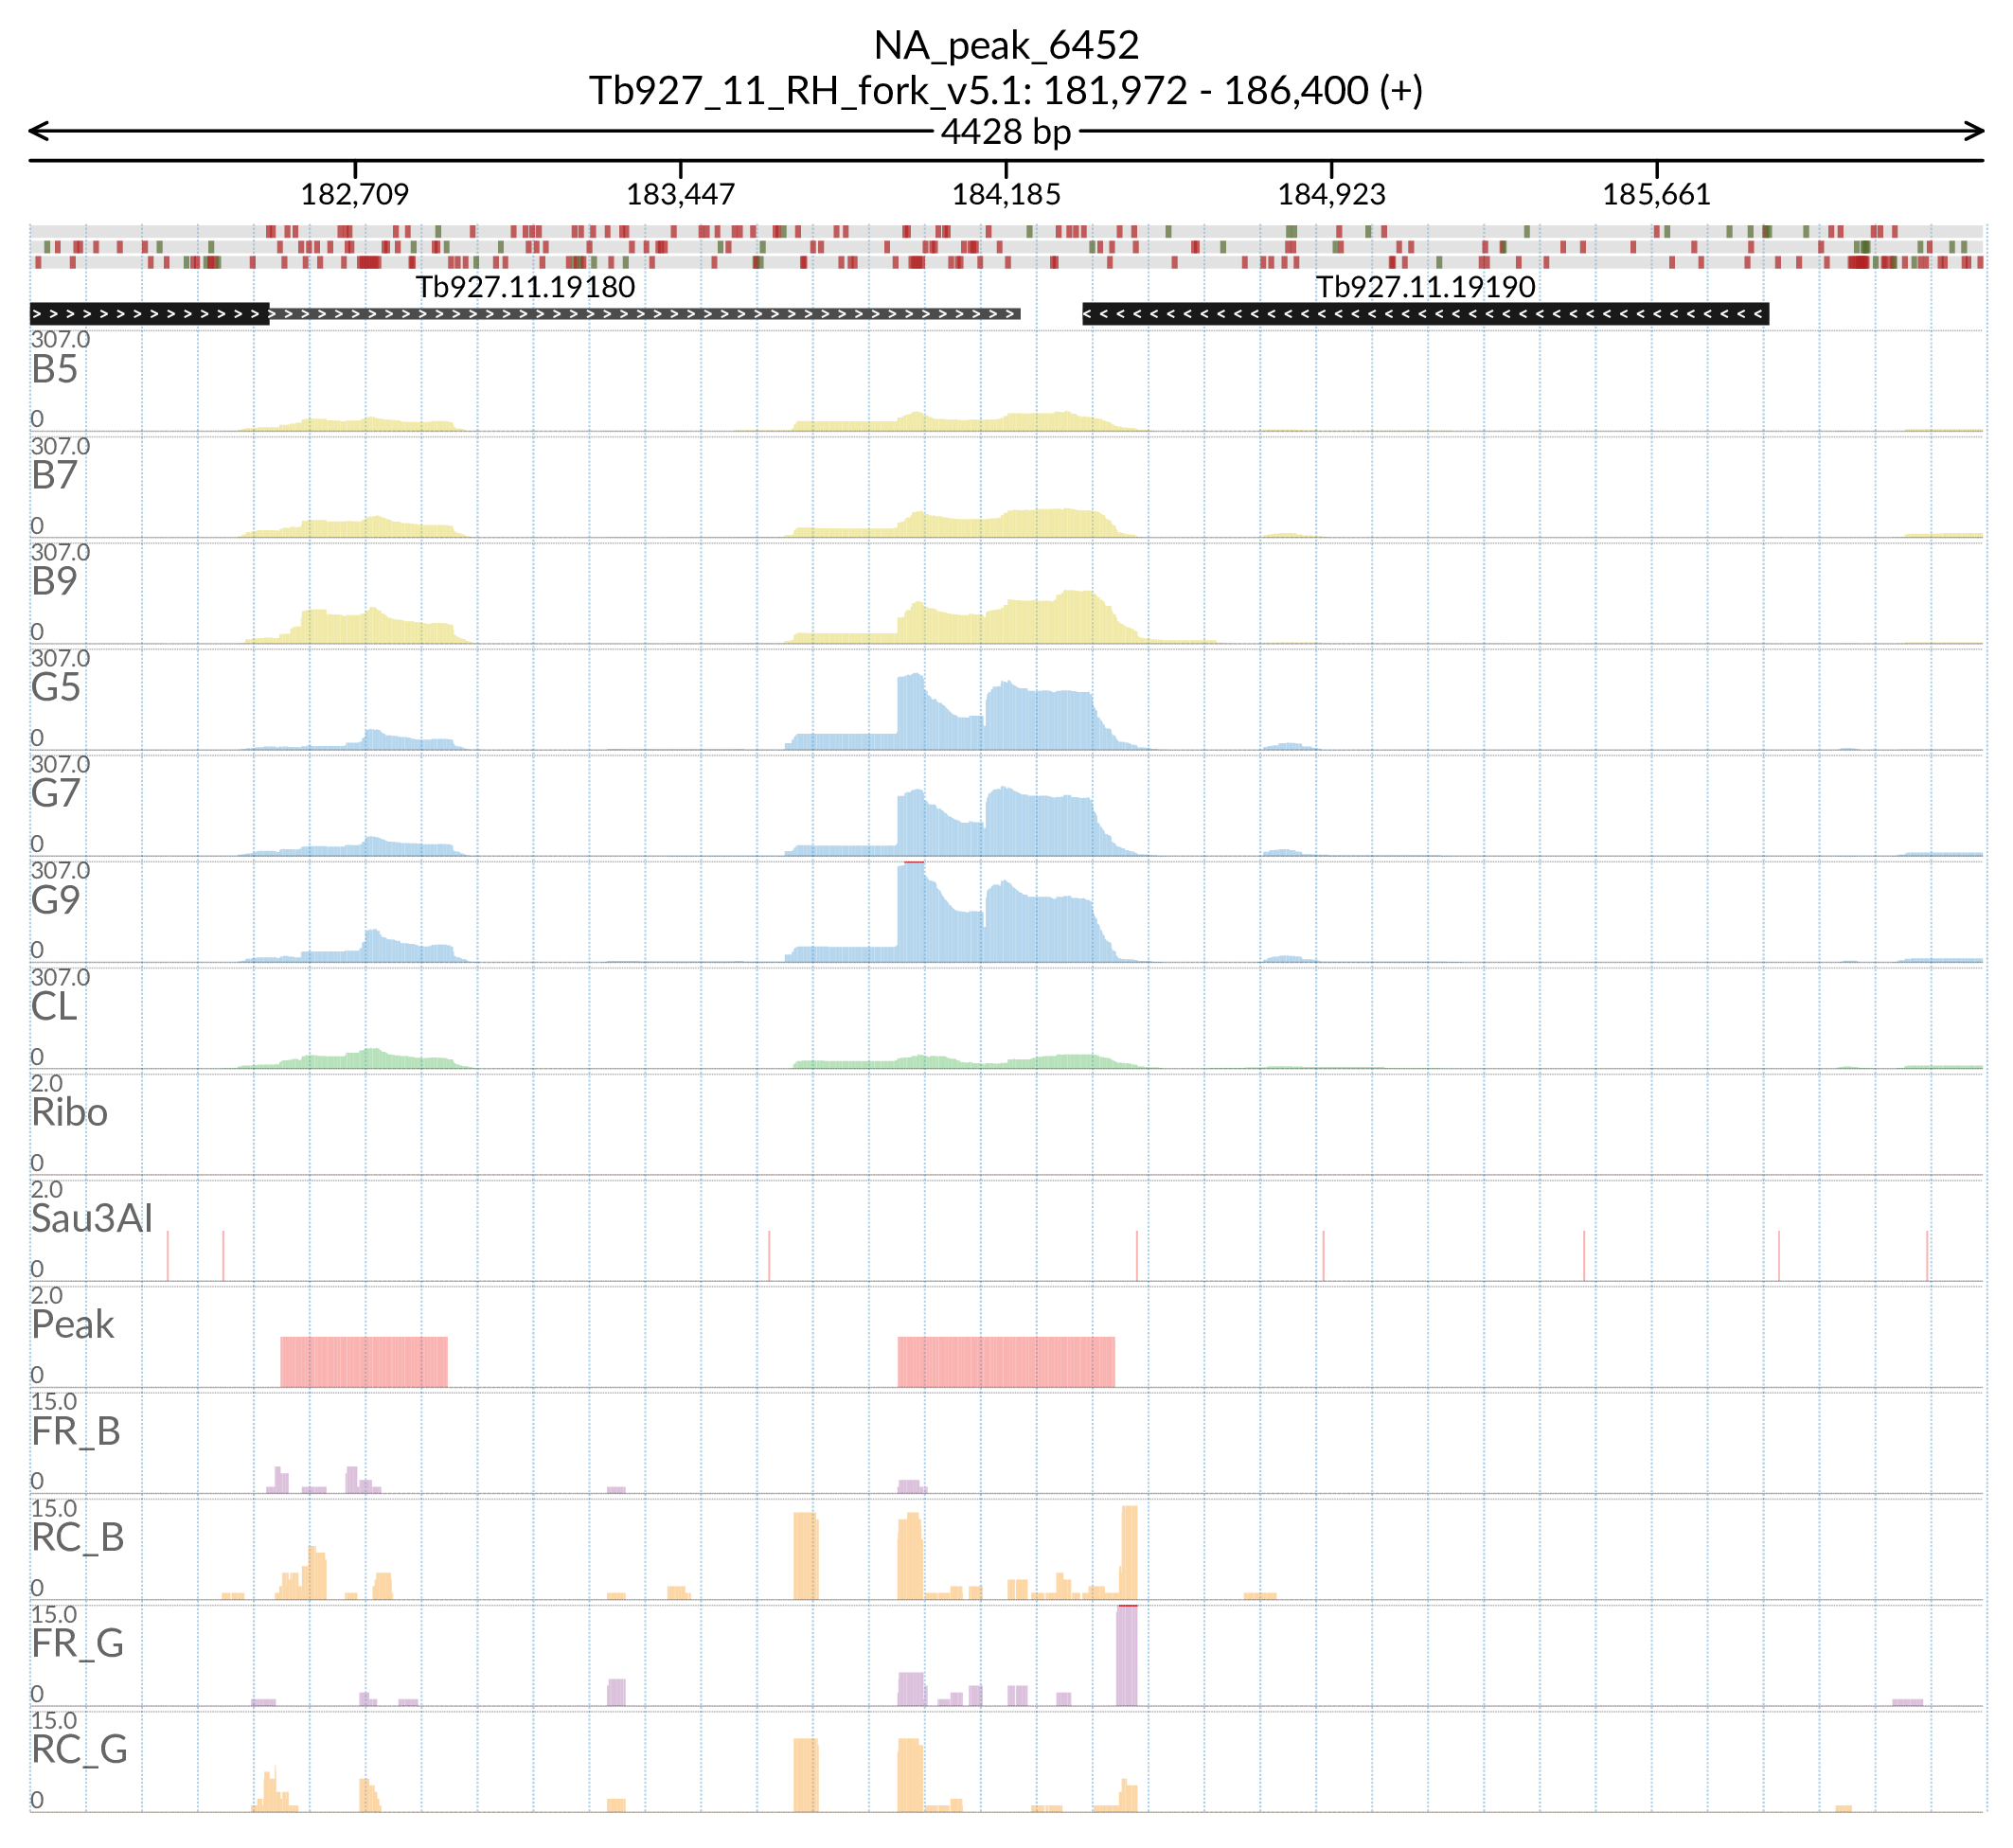 NA_peak_6452
Tb927_11_RH_fork_v5.1: 181,972 - 186,400 (+)
4428 bp
182,709 183,447 184,185 184,923 185,661
Tb927.11.19180 Tb927.11.19190
307.0
B5
0
307.0
B7
0
307.0
B9
0
307.0
G5
0
307.0
G7
0
307.0
G9
0
307.0
CL
0
2.0
Ribo
0
2.0
Sau3AI
0
2.0
Peak
0
15.0
FR_B
0
15.0
RC_B
0
15.0
FR_G
0
15.0
RC_G
0